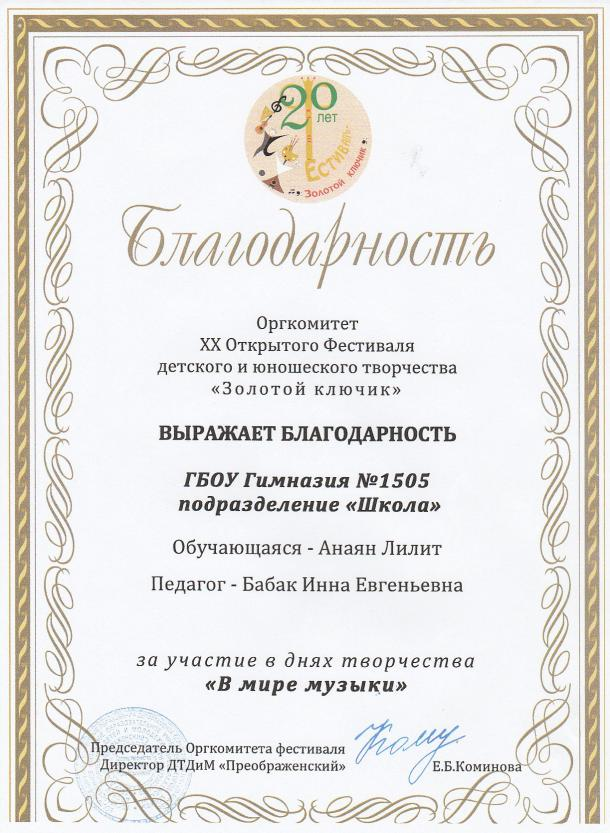 20
лет
Фестиваль
Золотой ключик
Благодарность
Оргкомитет
XX Открытого Фестиваля
детского и юношеского творчества
«Золотой ключик»
ВЫРАЖАЕТ БЛАГОДАРНОСТЬ
ГБОУ Гимназия №1505
подразделение «Школа»
Обучающаяся - Анаян Лилит
Педагог - Бабак Инна Евгеньевна
за участие в днях творчества
«В мире музыки»
Председатель Оргкомитета фестиваля
Директор ДТДиМ «Преображенский»
Е.Б.Коминова